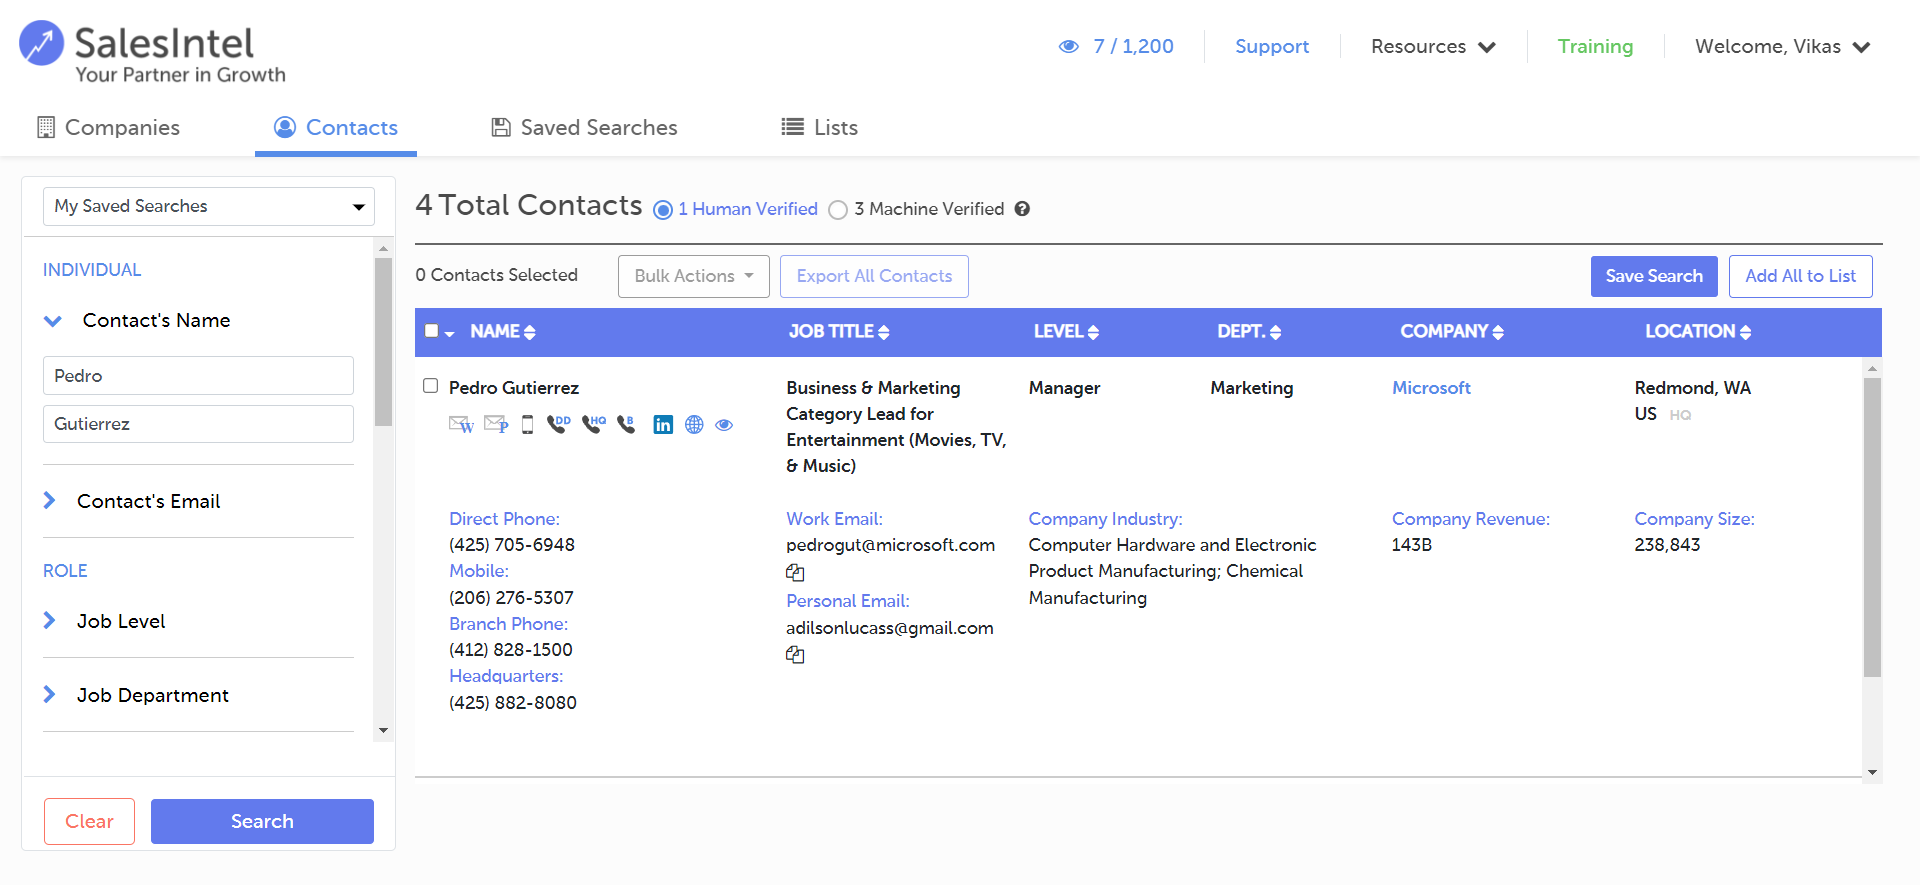 SalesIntel
Your Partner in Growth
7 / 1,200
Support
Resources
Training
Welcome, Vikas
Companies
Contacts
Saved Searches
Lists
My Saved Searches
INDIVIDUAL
Contact's Name
Pedro
Gutierrez
Contact's Email
ROLE
Job Level
Job Department
Clear
Search
4 Total Contacts
1 Human Verified
3 Machine Verified
?
0 Contacts Selected
Bulk Actions
Export All Contacts
Save Search
Add All to List
NAME
JOB TITLE
LEVEL
DEPT.
COMPANY
LOCATION
Pedro Gutierrez
W
P
DD
HQ
B
in
Business & Marketing
Category Lead for
Entertainment (Movies, TV,
& Music)
Manager
Marketing
Microsoft
Redmond, WA
US HQ
Direct Phone:
(425) 705-6948
Mobile:
(206) 276-5307
Branch Phone:
(412) 828-1500
Headquarters:
(425) 882-8080
Work Email:
pedrogut@microsoft.com
Personal Email:
adilsonlucass@gmail.com
Company Industry:
Computer Hardware and Electronic
Product Manufacturing; Chemical
Manufacturing
Company Revenue:
143B
Company Size:
238,843